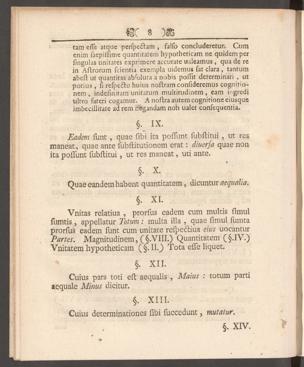 8
tam esse atque perspectam, falso concluderetur. Cum
enim sæpissime quantitatem hypotheticam ne quidem per
singulas unitates exprimere accurate valeamus, qua de re
in Astrorum scientia exempla videmus sat clara, tantum
abest ut quantitas absoluta a nobis possit determinari, ut
potius, si respectu huius nostram consideremus cognitio-
nem, indefinitam unitatum multitudinem, eam ingredi
ultro fateri cogamur. A nostra autem cognitione eiusque
imbecillitate ad rem cognoscendam non ualet consequentia.
§. IX.
Eadem sunt, quae sibi ita possunt substitui, ut res
maneat, quae ante substitutionem erat: diversa quae non
ita possunt substitui, ut res maneat, uti ante.
§. X.
Quae eandem habent quantitatem, dicuntur aequalia.
§. XI.
Vnitas relatiua, prorsus eadem cum multis simul
sumtis, appellatur Totum: multa illa, quae simul sumta
prorsus eadem sunt cum unitate respectiua eius vocantur
Partes. Magnitudinem, (§.VIII.) Quantitatem (§.IV.)
Vnitatem hypotheticam (§. II.) Tota esse liquet.
§. XII.
Cuius pars toti est aequalis, Maius: totum parti
aequale Minus dicitur.
§. XIII.
Cuius determinationes sibi succedunt, mutatur.
§. XIV.